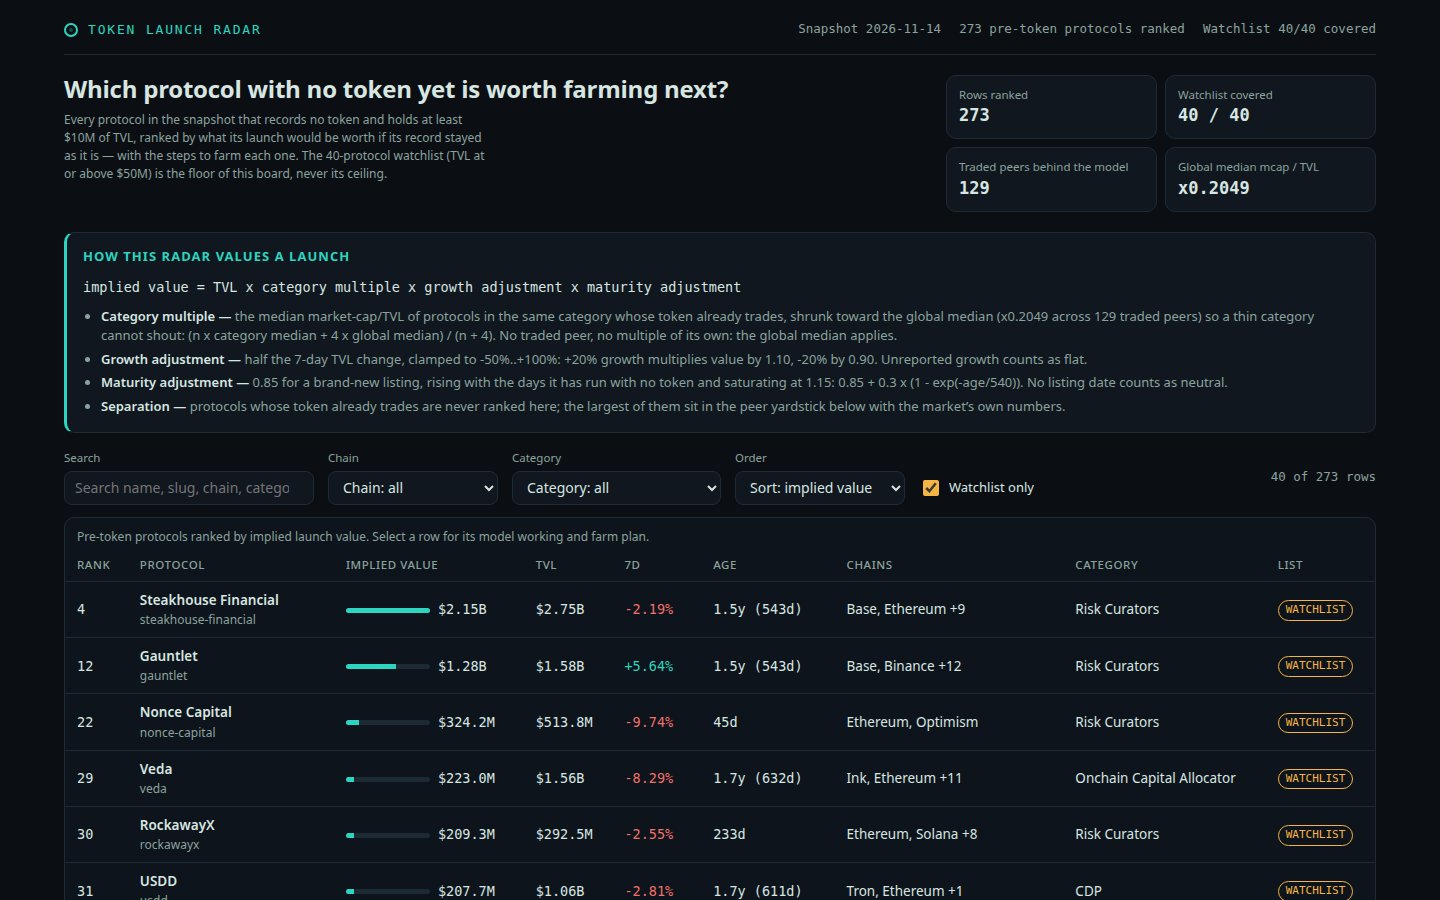 TOKEN LAUNCH RADAR
Snapshot 2026-11-14 273 pre-token protocols ranked Watchlist 40/40 covered
Which protocol with no token yet is worth farming next?
Every protocol in the snapshot that records no token and holds at least
$10M of TVL, ranked by what its launch would be worth if its record stayed
as it is — with the steps to farm each one. The 40-protocol watchlist (TVL at
or above $50M) is the floor of this board, never its ceiling.
Rows ranked
273
Watchlist covered
40 / 40
Traded peers behind the model
129
Global median mcap / TVL
x0.2049
HOW THIS RADAR VALUES A LAUNCH
implied value = TVL x category multiple x growth adjustment x maturity adjustment
Category multiple — the median market-cap/TVL of protocols in the same category whose token already trades, shrunk toward the global median (x0.2049 across 129 traded peers) so a thin category
cannot shout: (n x category median + 4 x global median) / (n + 4). No traded peer, no multiple of its own: the global median applies.
Growth adjustment — half the 7-day TVL change, clamped to -50%..+100%: +20% growth multiplies value by 1.10, -20% by 0.90. Unreported growth counts as flat.
Maturity adjustment — 0.85 for a brand-new listing, rising with the days it has run with no token and saturating at 1.15: 0.85 + 0.3 x (1 - exp(-age/540)). No listing date counts as neutral.
Separation — protocols whose token already trades are never ranked here; the largest of them sit in the peer yardstick below with the market's own numbers.
Search Chain Category Order
Search name, slug, chain, catego Chain: all Category: all Sort: implied value Watchlist only 40 of 273 rows
Pre-token protocols ranked by implied launch value. Select a row for its model working and farm plan.
RANK PROTOCOL IMPLIED VALUE TVL 7D AGE CHAINS CATEGORY LIST
4 Steakhouse Financial $2.15B $2.75B -2.19% 1.5y (543d) Base, Ethereum +9 Risk Curators WATCHLIST
steakhouse-financial
12 Gauntlet $1.28B $1.58B +5.64% 1.5y (543d) Base, Binance +12 Risk Curators WATCHLIST
gauntlet
22 Nonce Capital $324.2M $513.8M -9.74% 45d Ethereum, Optimism Risk Curators WATCHLIST
nonce-capital
29 Veda $223.0M $1.56B -8.29% 1.7y (632d) Ink, Ethereum +11 Onchain Capital Allocator WATCHLIST
veda
30 RockawayX $209.3M $292.5M -2.55% 233d Ethereum, Solana +8 Risk Curators WATCHLIST
rockawayx
31 USDD $207.7M $1.06B -2.81% 1.7y (611d) Tron, Ethereum +1 CDP WATCHLIST